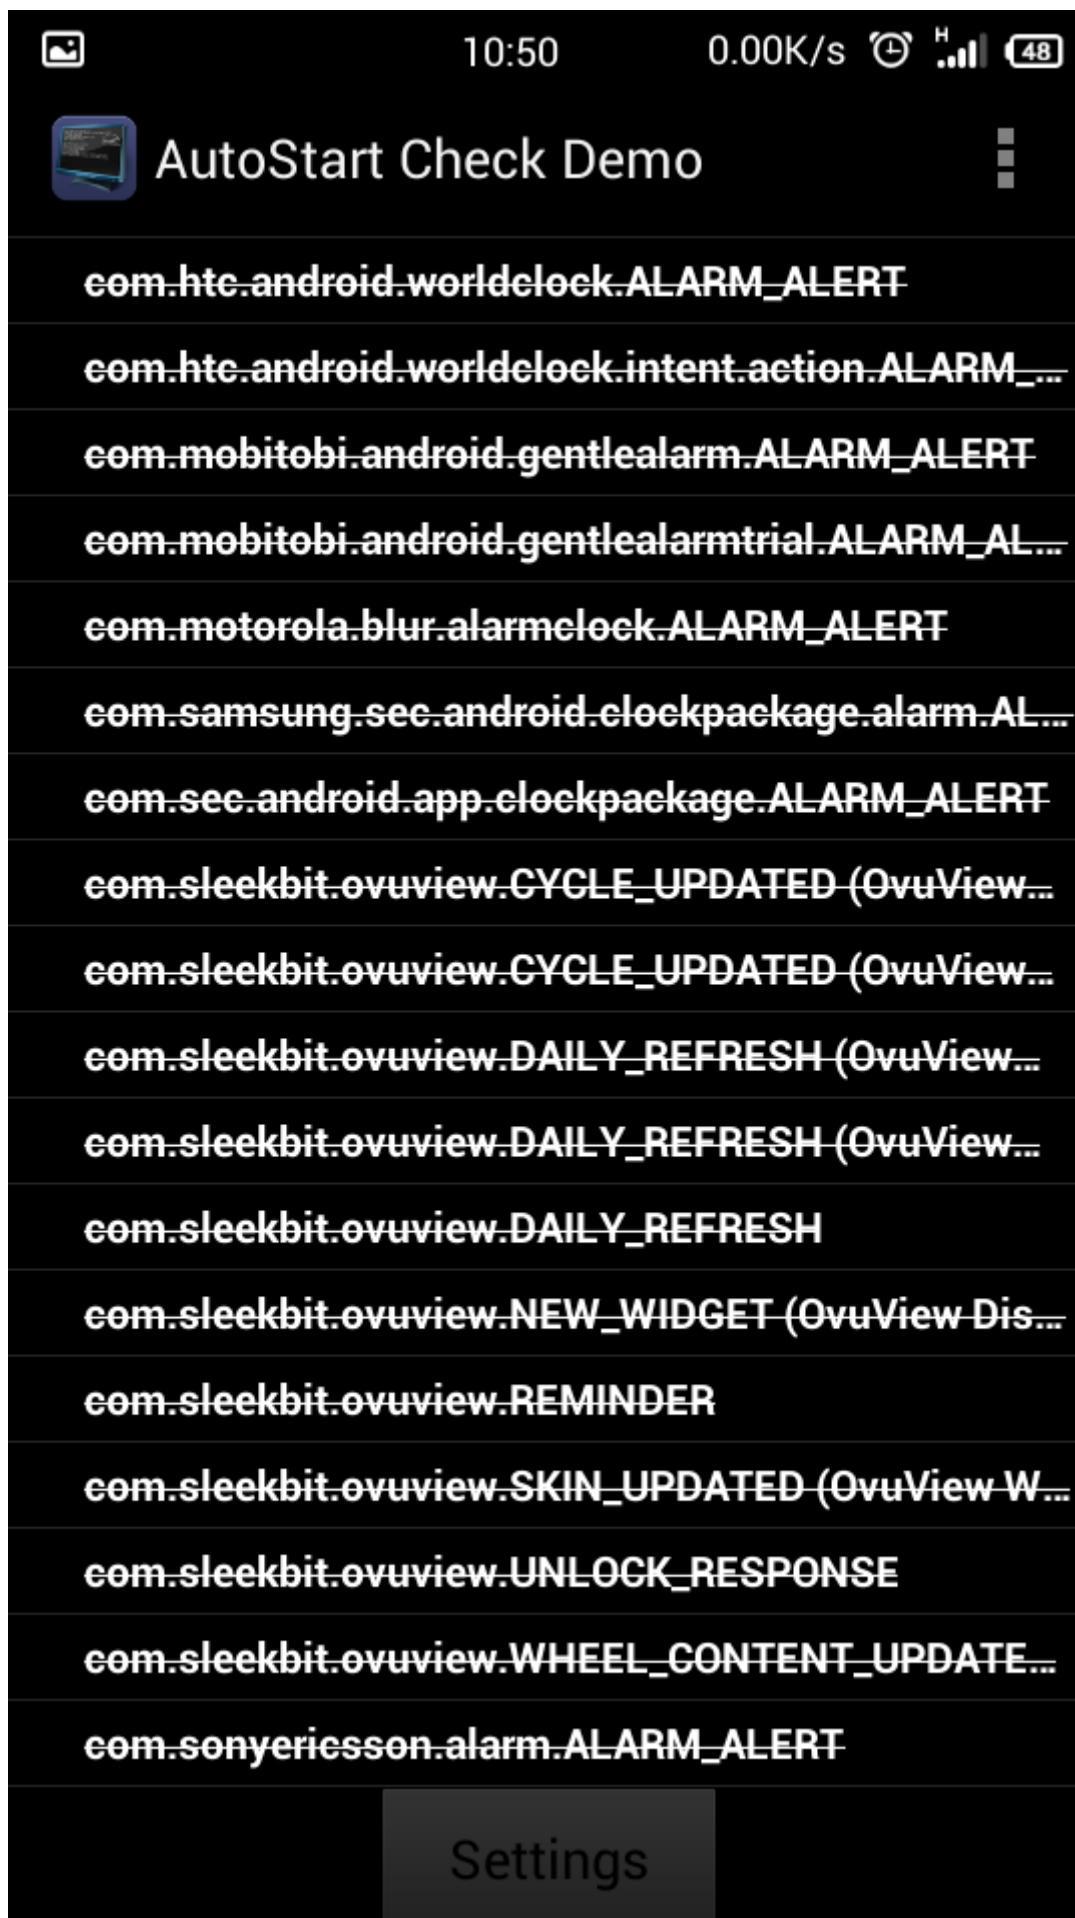 10:50 0.00K/s H 48
AutoStart Check Demo
com.htc.android.worldclock.ALARM_ALERT
com.htc.android.worldclock.intent.action.ALARM_...
com.mobitobi.android.gentlealarm.ALARM_ALERT
com.mobitobi.android.gentlealarmtrial.ALARM_AL...
com.motorola.blur.alarmclock.ALARM_ALERT
com.samsung.sec.android.clockpackage.alarm.AL...
com.sec.android.app.clockpackage.ALARM_ALERT
com.sleekbit.ovuview.CYCLE_UPDATED (OvuView...
com.sleekbit.ovuview.CYCLE_UPDATED (OvuView...
com.sleekbit.ovuview.DAILY_REFRESH (OvuView...
com.sleekbit.ovuview.DAILY_REFRESH (OvuView...
com.sleekbit.ovuview.DAILY_REFRESH
com.sleekbit.ovuview.NEW_WIDGET (OvuView Dis...
com.sleekbit.ovuview.REMINDER
com.sleekbit.ovuview.SKIN_UPDATED (OvuView W...
com.sleekbit.ovuview.UNLOCK_RESPONSE
com.sleekbit.ovuview.WHEEL_CONTENT_UPDATE...
com.sonyericsson.alarm.ALARM_ALERT
Settings